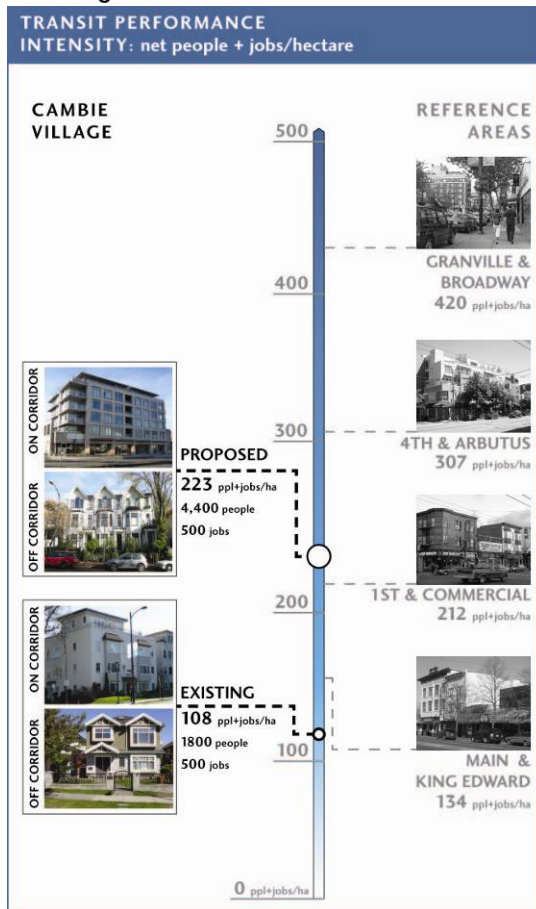 TRANSIT PERFORMANCE
INTENSITY: net people + jobs/hectare
CAMBIE
VILLAGE
REFERENCE
AREAS
500
GRANVILLE &
BROADWAY
420 ppl+jobs/ha
400
ON CORRIDOR
OFF CORRIDOR
PROPOSED
223 ppl+jobs/ha
4,400 people
500 jobs
300
4TH & ARBUTUS
307 ppl+jobs/ha
200
1ST & COMMERCIAL
212 ppl+jobs/ha
ON CORRIDOR
OFF CORRIDOR
EXISTING
108 ppl+jobs/ha
1800 people
500 jobs
100
MAIN &
KING EDWARD
134 ppl+jobs/ha
0 ppl+jobs/ha